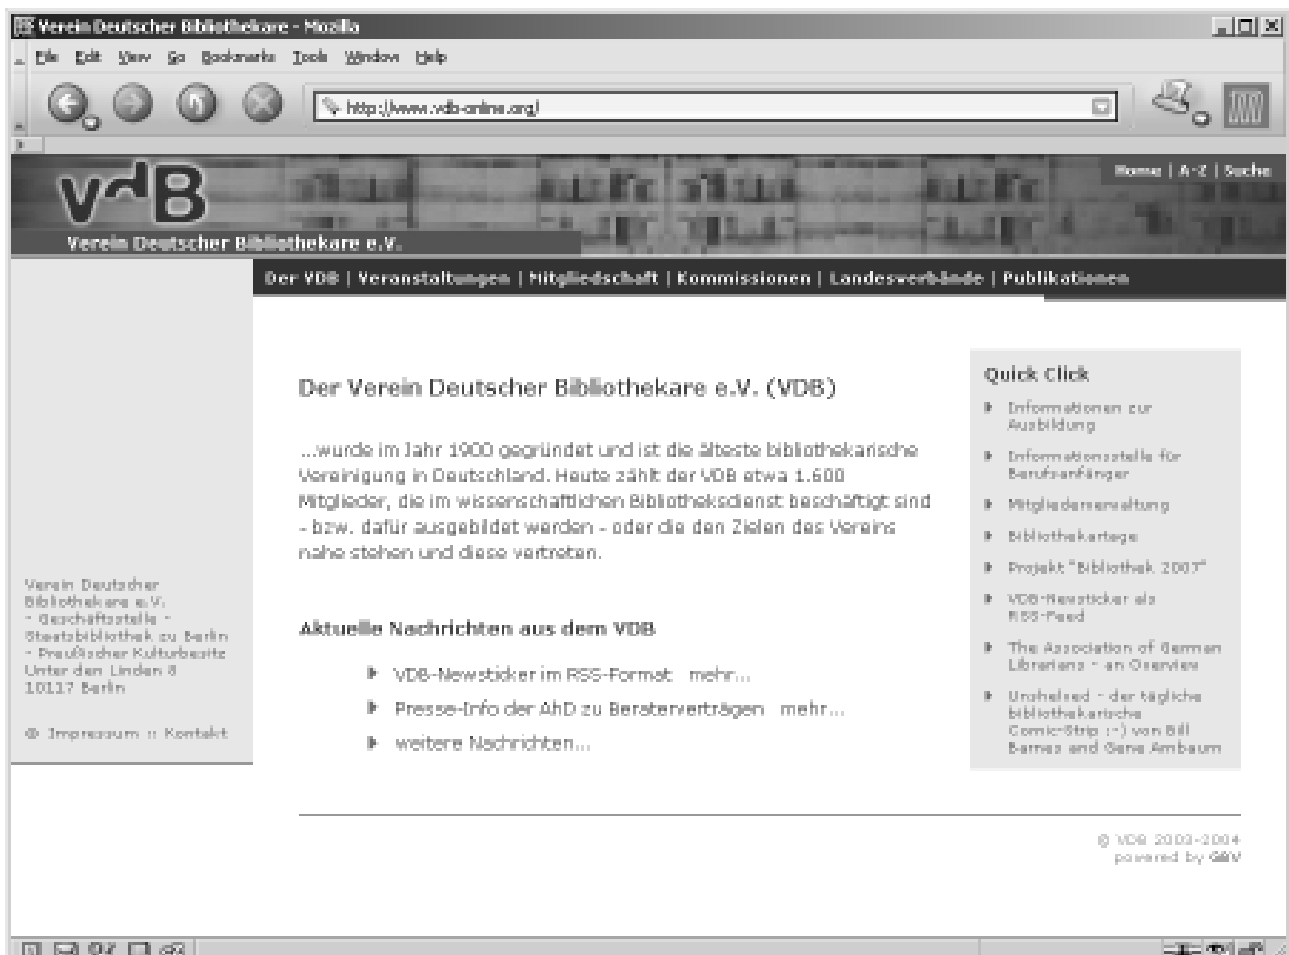 Verein Deutscher Bibliothekare - Mozilla
File Edit View Go Bookmarks Tools Window Help
http://www.vdb-online.org/
vdB
Home | A-Z | Suche
Verein Deutscher Bibliothekare e.V.
Der VDB | Veranstaltungen | Mitgliedschaft | Kommissionen | Landesverbände | Publikationen
Der Verein Deutscher Bibliothekare e.V. (VDB)
...wurde im Jahr 1900 gegründet und ist die älteste bibliothekarische
Vereinigung in Deutschland. Heute zählt der VDB etwa 1.600
Mitglieder, die im wissenschaftlichen Bibliotheksdienst beschäftigt sind
- bzw. dafür ausgebildet werden - oder die den Zielen des Vereins
nahe stehen und diese vertreten.
Aktuelle Nachrichten aus dem VDB
VDB-Newsticker im RSS-Format mehr...
Presse-Info der AhD zu Beraterverträgen mehr...
weitere Nachrichten...
Quick Click
Informationen zur
Ausbildung
Informationsstelle für
Berufsanfänger
Mitgliederverwaltung
Bibliothekartage
Projekt "Bibliothek 2007"
VDB-Newsticker als
RSS-Feed
The Association of German
Librarians - an Overview
Unshelved - der tägliche
bibliothekarische
Comic-Strip :-) von Bill
Barnes and Gene Ambaum
Verein Deutscher
Bibliothekare e.V.
- Geschäftsstelle -
Staatsbibliothek zu Berlin
- Preußischer Kulturbesitz
Unter den Linden 8
10117 Berlin
@ Impressum :: Kontakt
© VDB 2003-2004
powered by GBV